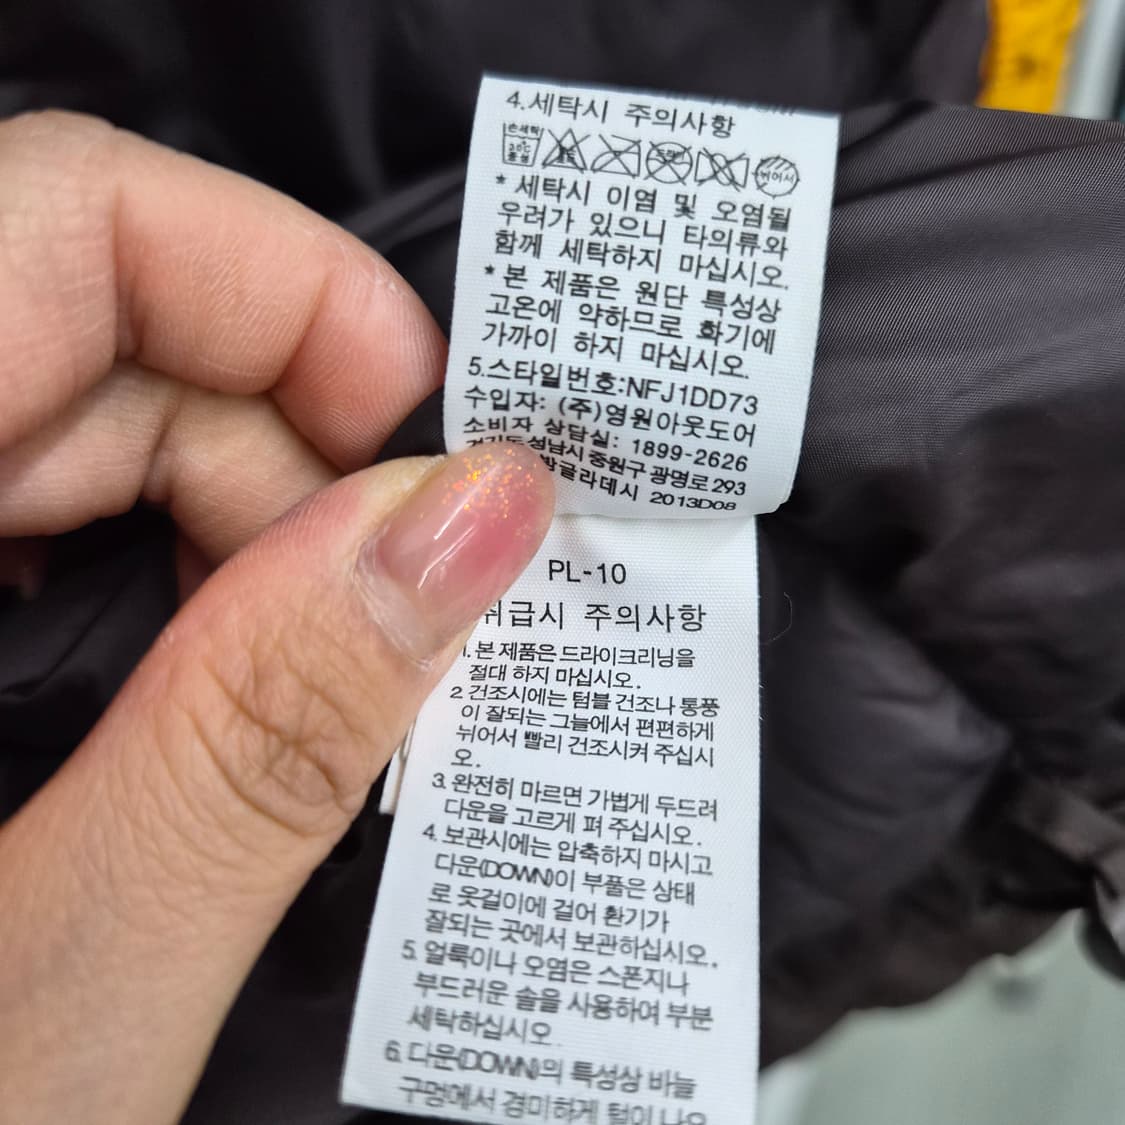 4.세탁시 주의사항
손세탁
30℃
중성
뉘어서
* 세탁시 이염 및 오염될
우려가 있으니 타의류와
함께 세탁하지 마십시오.
* 본 제품은 원단 특성상
고온에 약하므로 화기에
가까이 하지 마십시오.
5.스타일번호:NFJ1DD73
수입자: (주)영원아웃도어
소비자 상담실: 1899-2626
성남시 중원구 광명로 293
방글라데시 2013D08
PL-10
취급시 주의사항
1. 본 제품은 드라이크리닝을
절대 하지 마십시오.
2. 건조시에는 텀블 건조나 통풍
이 잘되는 그늘에서 편편하게
뉘어서 빨리 건조시켜 주십시
오.
3. 완전히 마르면 가볍게 두드려
다운을 고르게 펴 주십시오.
4. 보관시에는 압축하지 마시고
다운(DOWN)이 부풀은 상태
로 옷걸이에 걸어 환기가
잘되는 곳에서 보관하십시오.
5. 얼룩이나 오염은 스폰지나
부드러운 솔을 사용하여 부분
세탁하십시오.
6. 다운(DOWN)의 특성상 바늘
구멍에서 경미하게 털이 나오